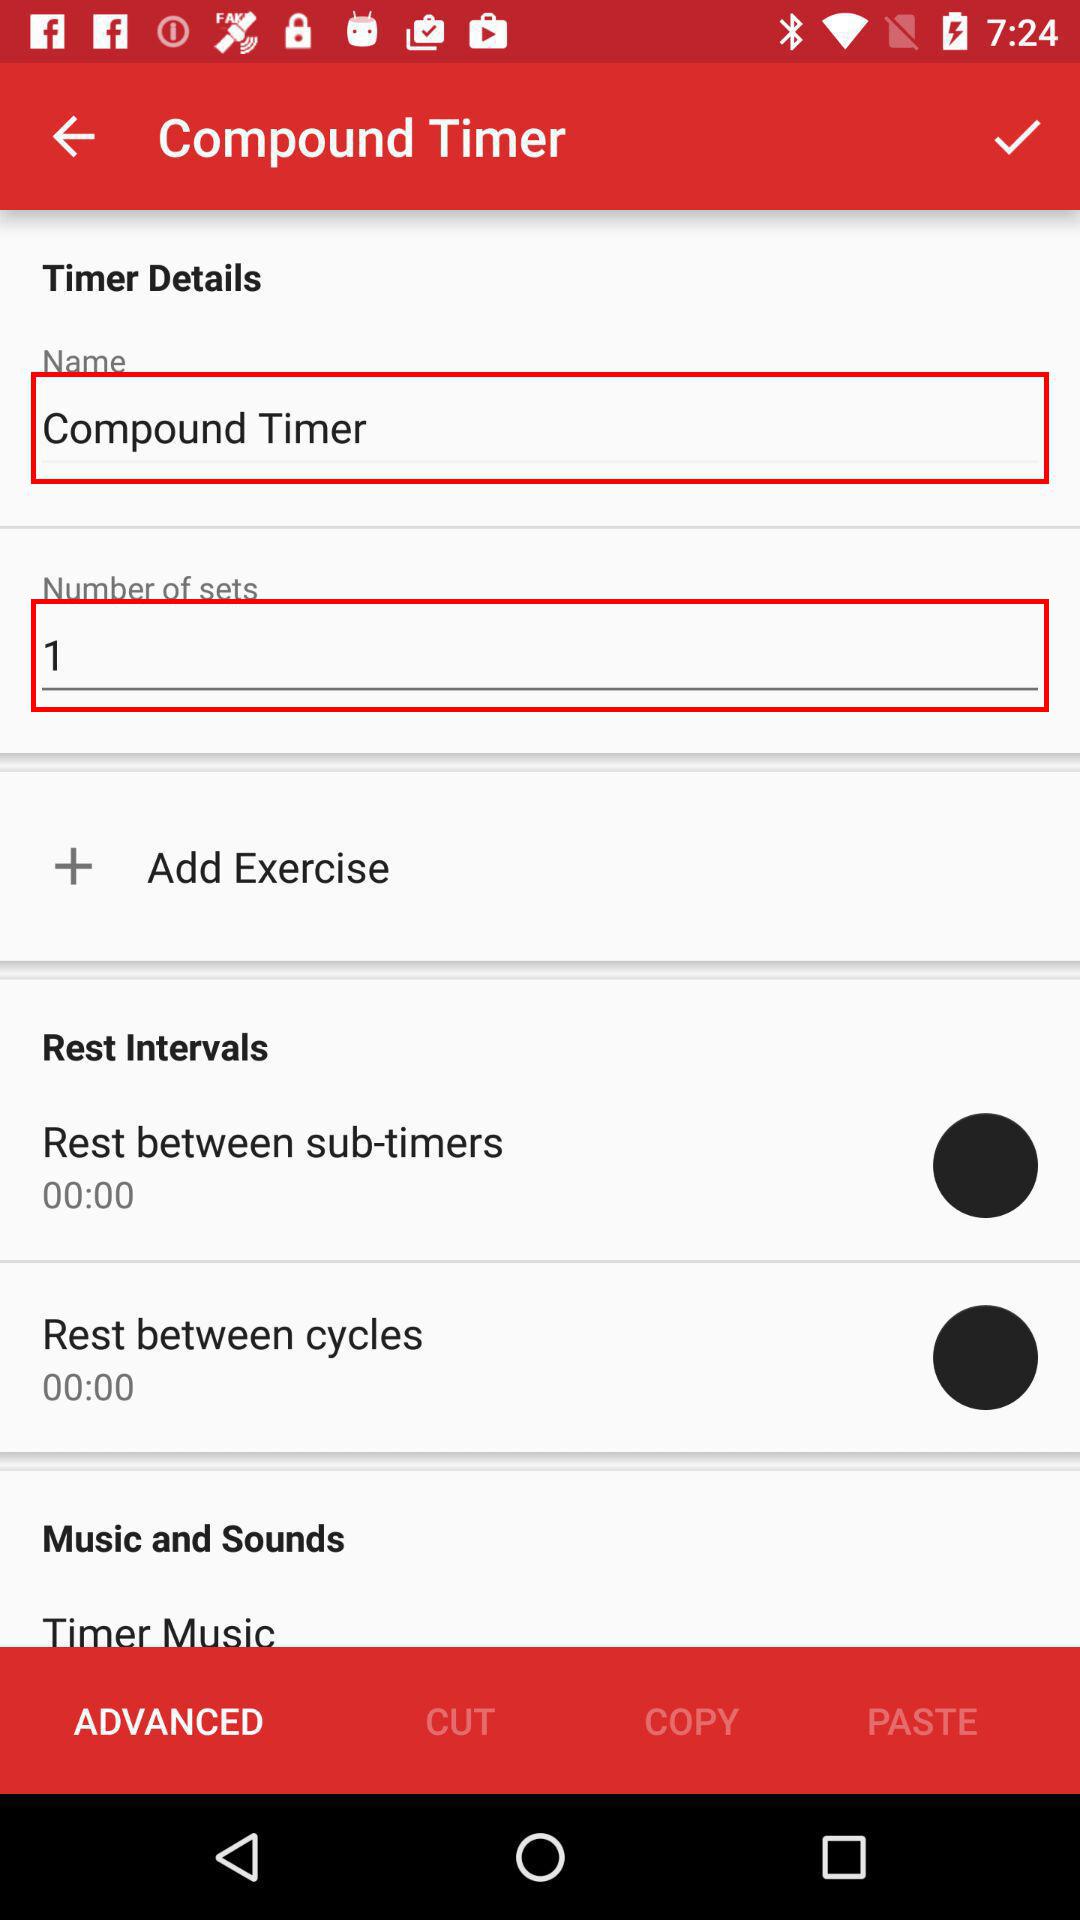 FAKE
7:24
Compound Timer
Timer Details
Name
Compound Timer
Number of sets
1
Add Exercise
Rest Intervals
Rest between sub-timers
00:00
Rest between cycles
00:00
Music and Sounds
Timer Music
ADVANCED CUT COPY PASTE